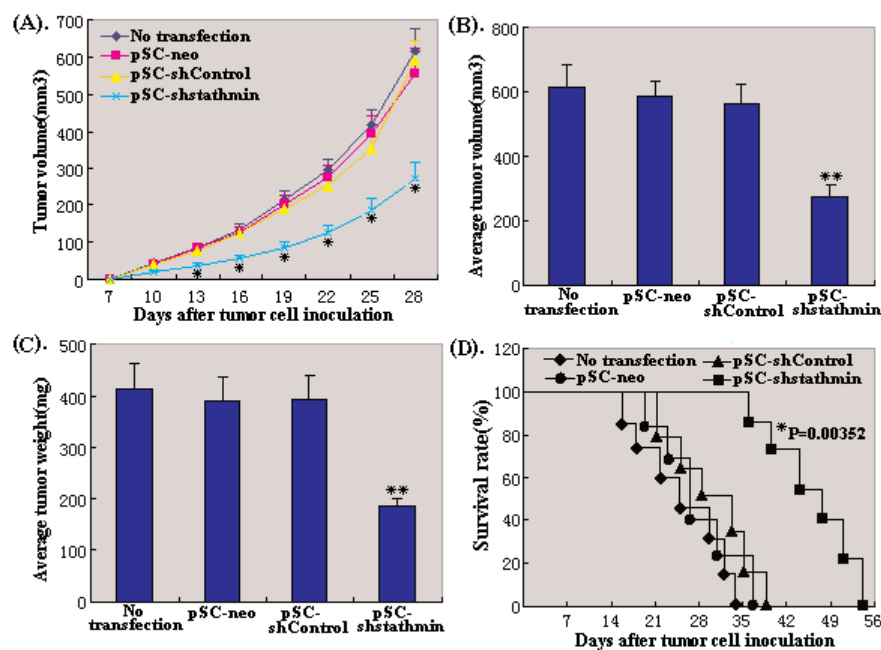 (A).
Tumor volume(mm3)
700
600
500
400
300
200
100
0
No transfection
pSC-neo
pSC-shControl
pSC-shstathmin
* * * * * *
7 10 13 16 19 22 25 28
Days after tumor cell inoculation
(B).
Average tumor volume(mm3)
800
600
400
200
0
**
No transfection
pSC-neo
pSC-shControl
pSC-shstathmin
(C).
Average tumor weight(mg)
500
400
300
200
100
0
**
No transfection
pSC-neo
pSC-shControl
pSC-shstathmin
(D).
Survival rate(%)
100
80
60
40
20
0
No transfection
pSC-neo
pSC-shControl
pSC-shstathmin
*P=0.00352
7 14 21 28 35 42 49 56
Days after tumor cell inoculation